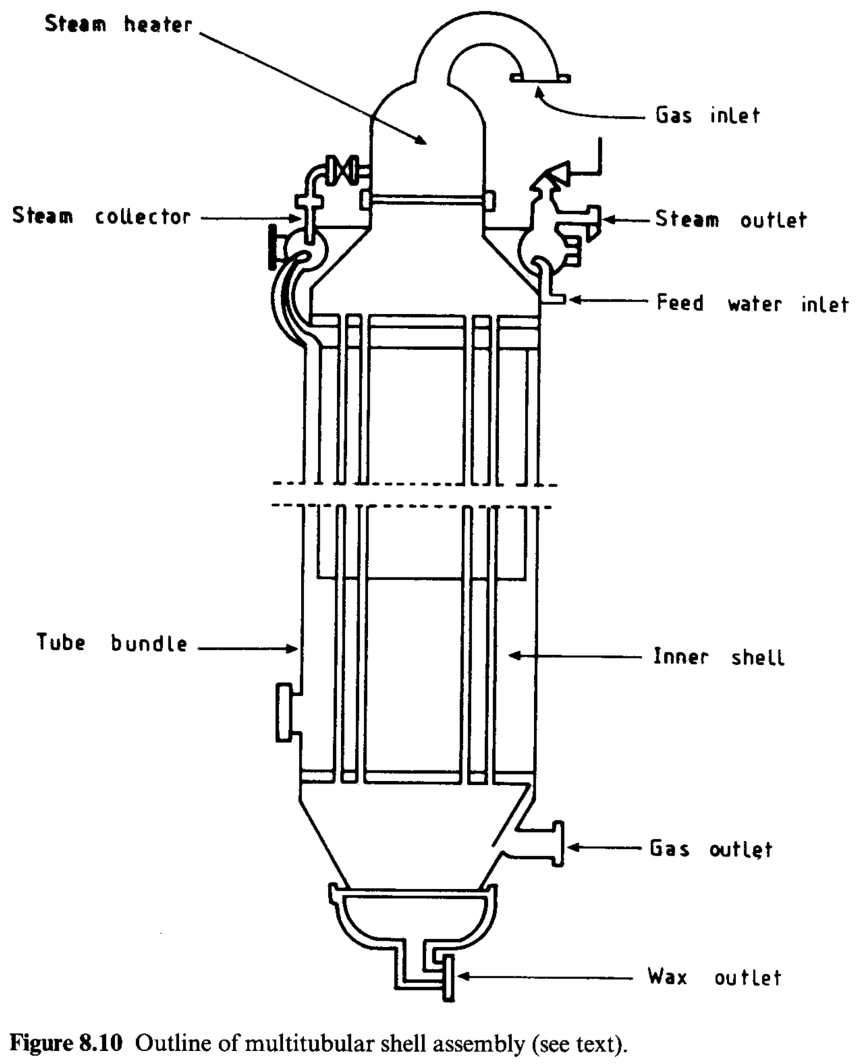 Steam heater
Gas inlet
Steam collector
Steam outlet
Feed water inlet
Tube bundle
Inner shell
Gas outlet
Wax outlet
Figure 8.10 Outline of multitubular shell assembly (see text).